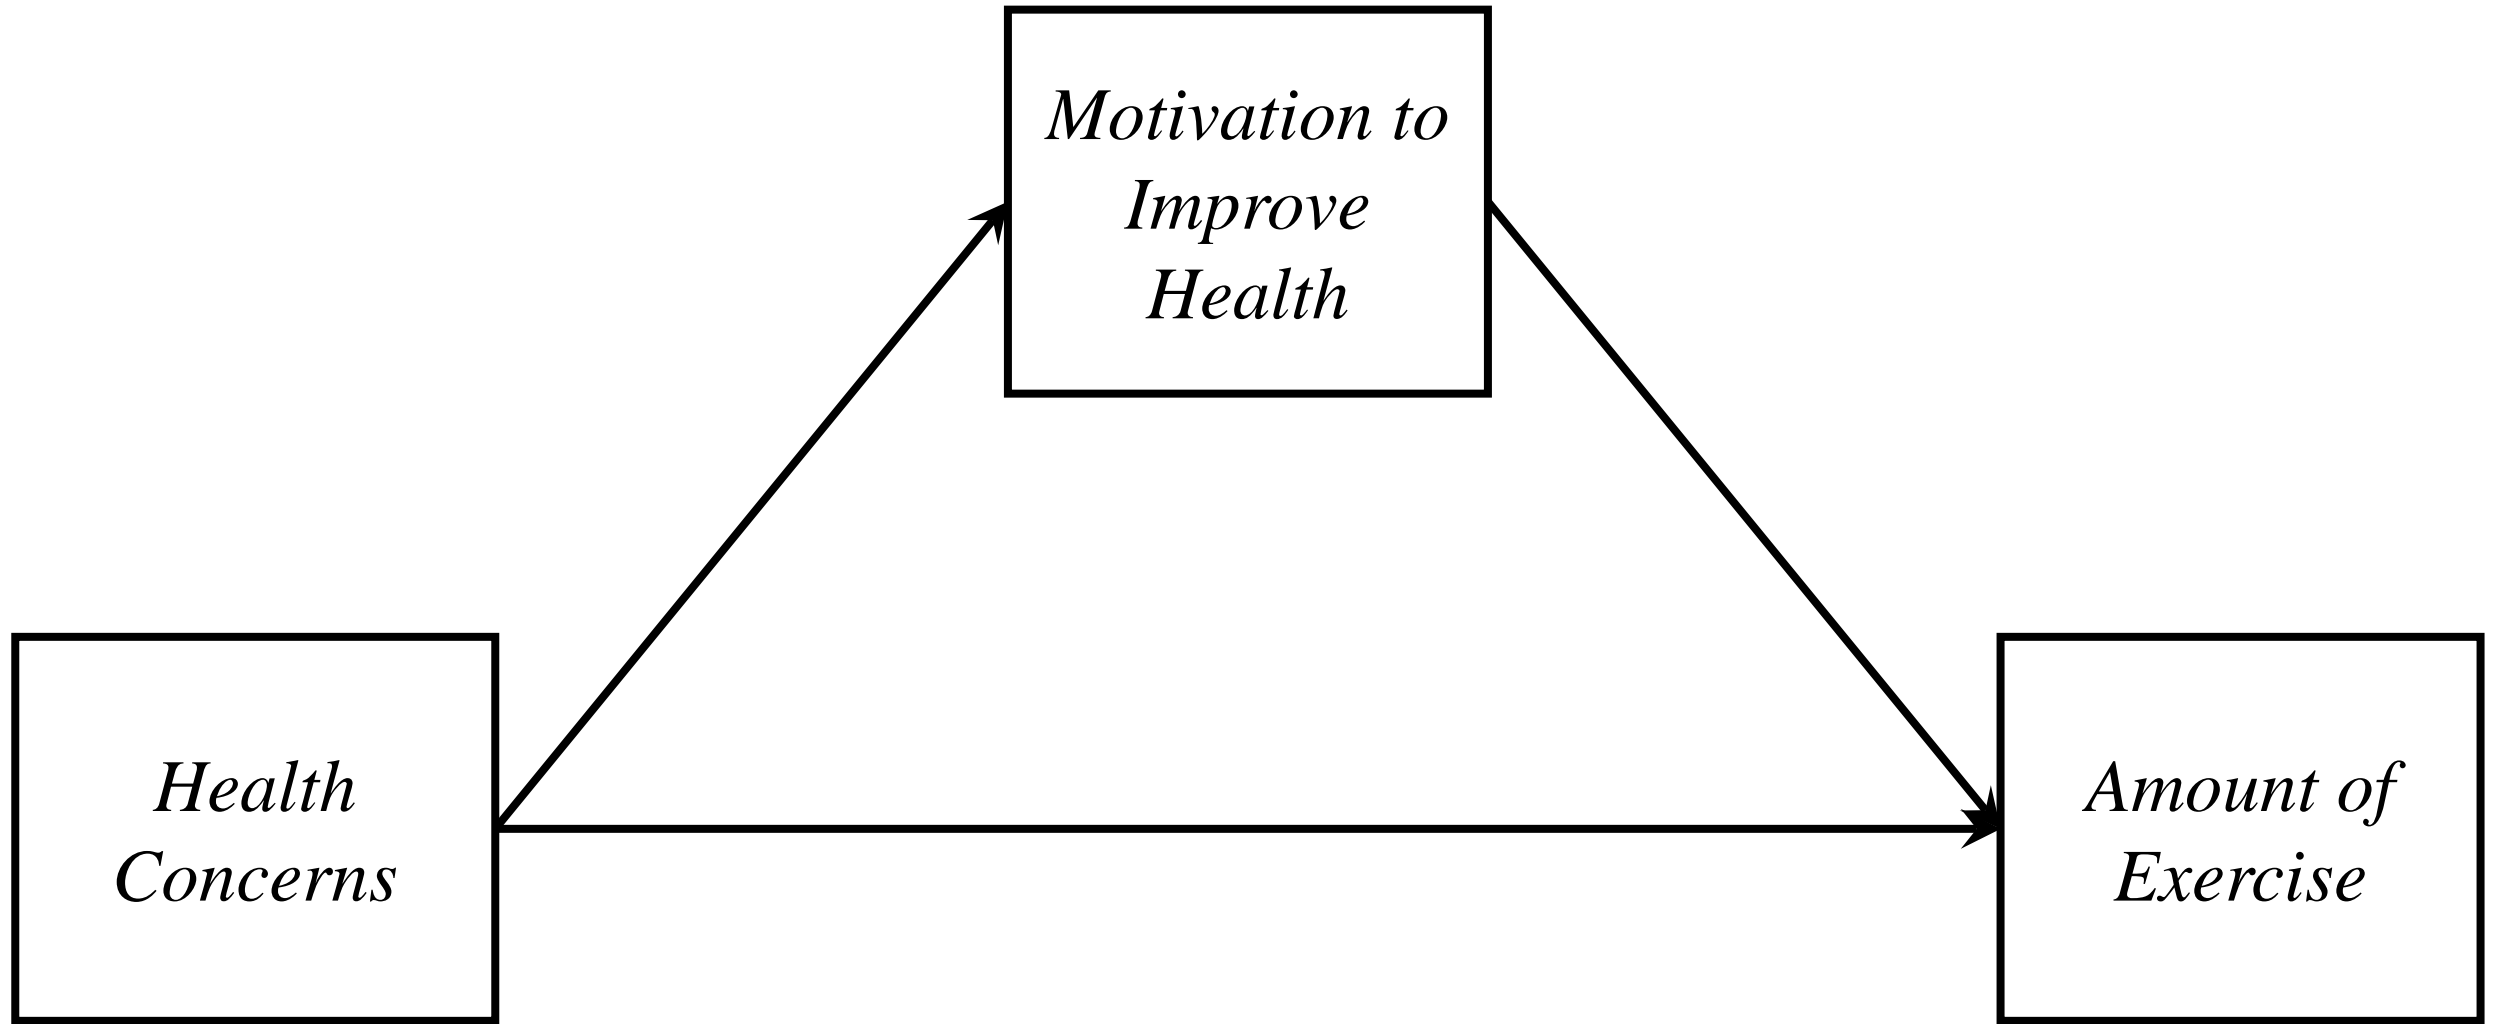 Motivation to
Improve
Health
Health
Concerns
Amount of
Exercise